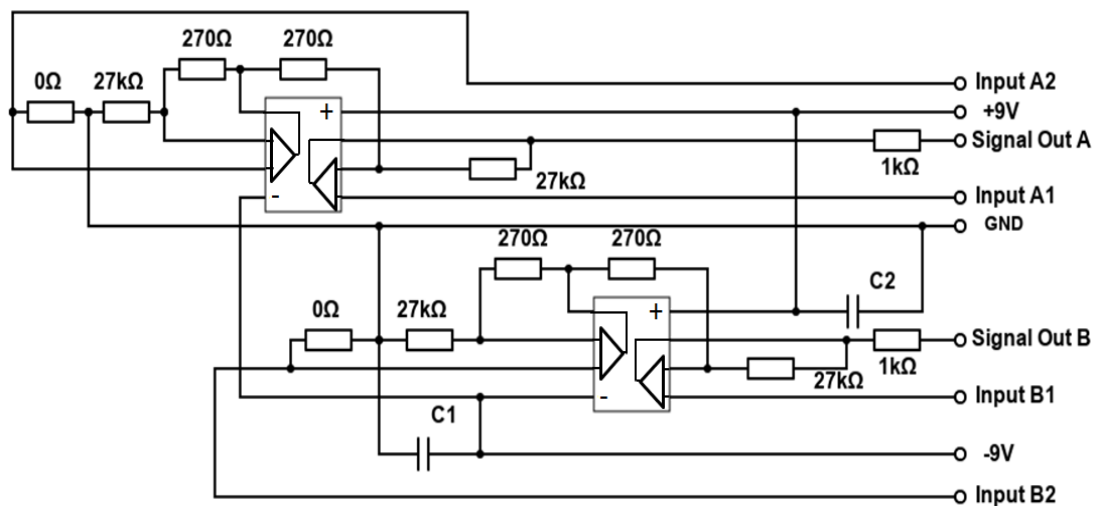 270Ω 270Ω
0Ω 27kΩ
Input A2
+ +9V
Signal Out A
1kΩ
27kΩ
- Input A1
GND
270Ω 270Ω
C2
0Ω 27kΩ
+
Signal Out B
1kΩ
27kΩ
- Input B1
C1
-9V
Input B2